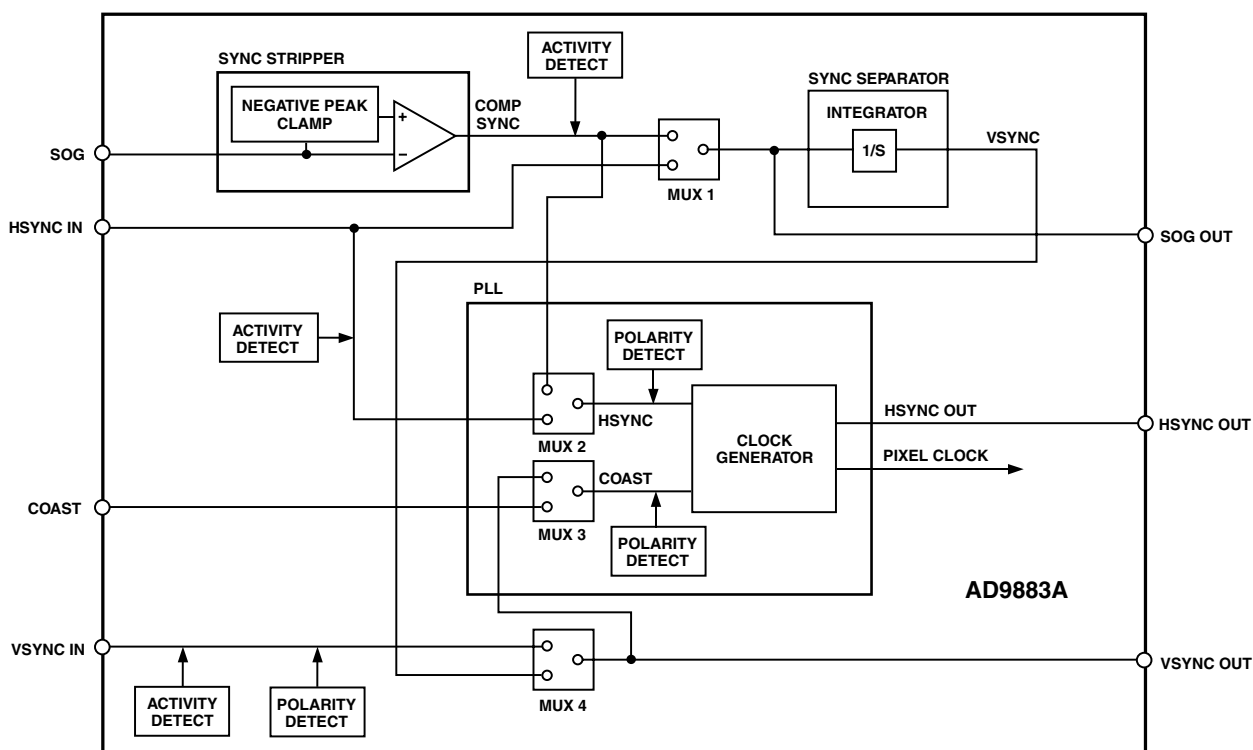 ACTIVITY
DETECT
SYNC STRIPPER
NEGATIVE PEAK
CLAMP
+
−
COMP
SYNC
SYNC SEPARATOR
INTEGRATOR
1/S
VSYNC
SOG
MUX 1
HSYNC IN
SOG OUT
PLL
ACTIVITY
DETECT
POLARITY
DETECT
HSYNC
MUX 2
CLOCK
GENERATOR
HSYNC OUT
HSYNC OUT
PIXEL CLOCK
COAST
COAST
MUX 3
POLARITY
DETECT
AD9883A
VSYNC IN
ACTIVITY
DETECT
POLARITY
DETECT
MUX 4
VSYNC OUT